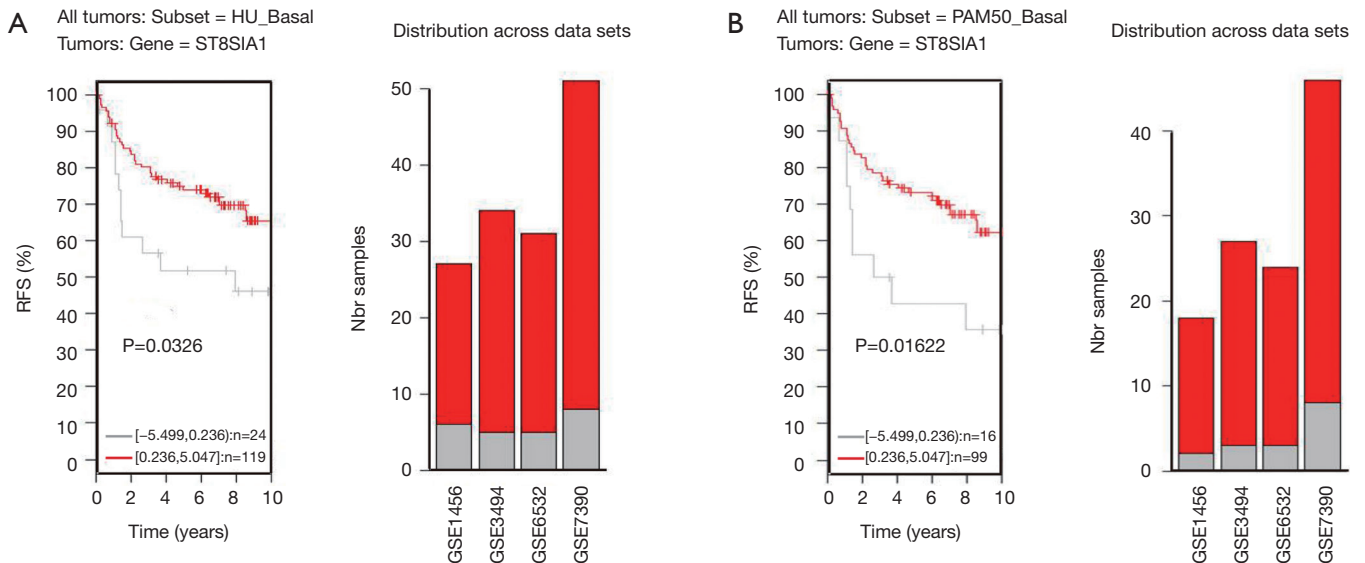 A
All tumors: Subset = HU_Basal
Tumors: Gene = ST8SIA1
Distribution across data sets
RFS (%)
100
90
80
70
60
50
40
30
20
10
0
P=0.0326
[−5.499,0.236):n=24
[0.236,5.047]:n=119
0 2 4 6 8 10
Time (years)
Nbr samples
50
40
30
20
10
0
GSE1456
GSE3494
GSE6532
GSE7390
B
All tumors: Subset = PAM50_Basal
Tumors: Gene = ST8SIA1
Distribution across data sets
RFS (%)
100
90
80
70
60
50
40
30
20
10
0
P=0.01622
[−5.499,0.236):n=16
[0.236,5.047]:n=99
0 2 4 6 8 10
Time (years)
Nbr samples
40
30
20
10
0
GSE1456
GSE3494
GSE6532
GSE7390